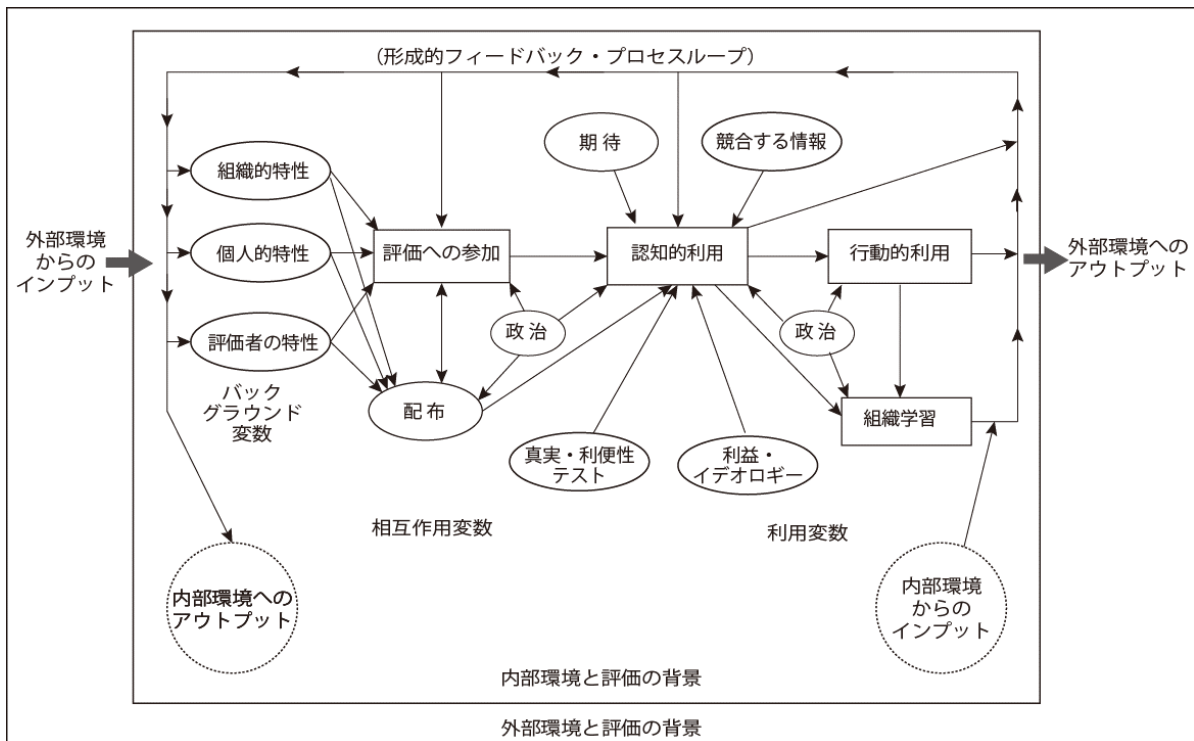 （形成的フィードバック・プロセスループ）
期 待
競合する情報
組織的特性
外部環境
からの
インプット
個人的特性
評価への参加
認知的利用
行動的利用
外部環境への
アウトプット
評価者の特性
政 治
政 治
バック
グラウンド
変数
配 布
組織学習
真実・利便性
テスト
利益・
イデオロギー
相互作用変数
利用変数
内部環境への
アウトプット
内部環境
からの
インプット
内部環境と評価の背景
外部環境と評価の背景